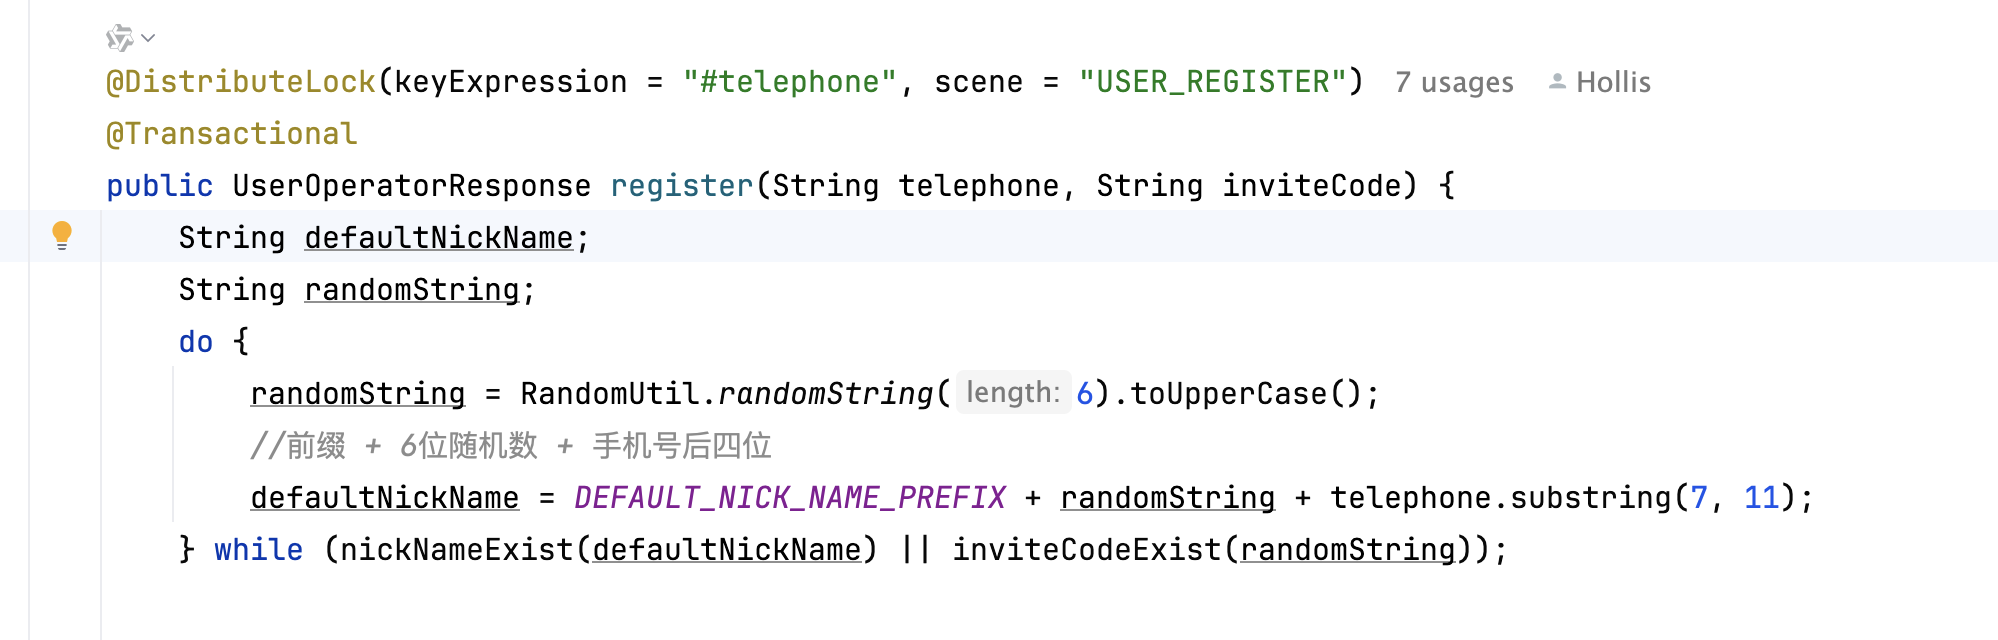 @DistributeLock(keyExpression = "#telephone", scene = "USER_REGISTER") 7 usages Hollis
@Transactional
public UserOperatorResponse register(String telephone, String inviteCode) {
String defaultNickName;
String randomString;
do {
randomString = RandomUtil.randomString( length: 6).toUpperCase();
//前缀 + 6位随机数 + 手机号后四位
defaultNickName = DEFAULT_NICK_NAME_PREFIX + randomString + telephone.substring(7, 11);
} while (nickNameExist(defaultNickName) || inviteCodeExist(randomString));